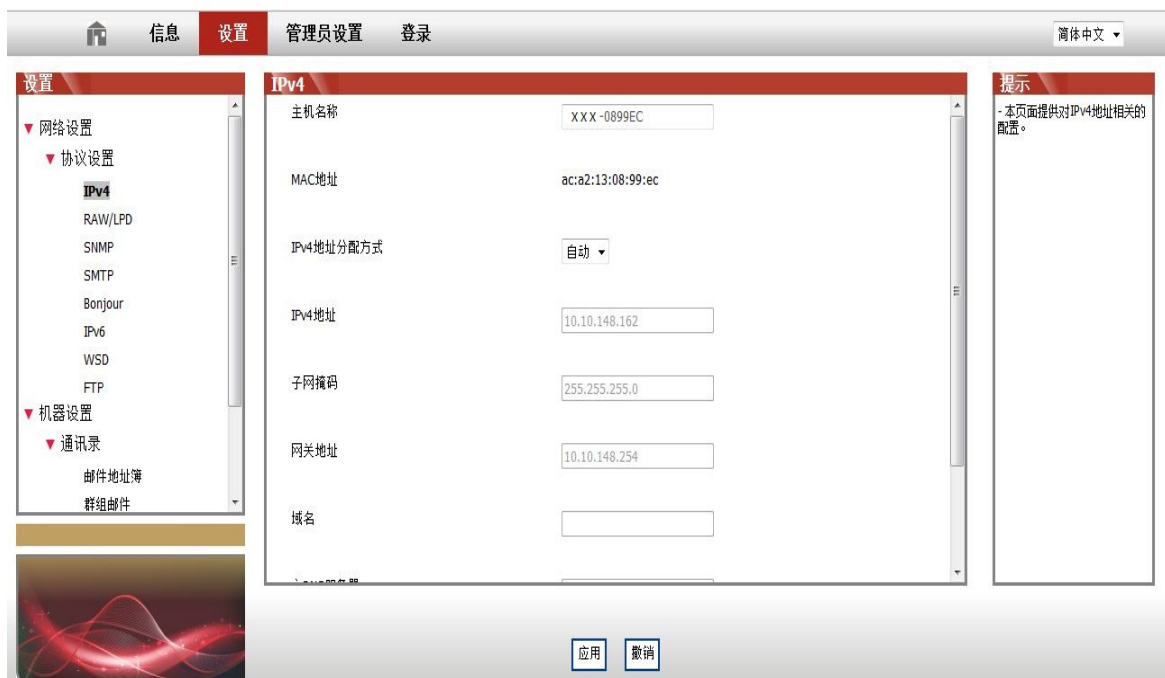 信息 设置 管理员设置 登录 简体中文
设置
网络设置
协议设置
IPv4
RAW/LPD
SNMP
SMTP
Bonjour
IPv6
WSD
FTP
机器设置
通讯录
邮件地址簿
群组邮件
IPv4
主机名称 XXX-0899EC
MAC地址 ac:a2:13:08:99:ec
IPv4地址分配方式 自动
IPv4地址 10.10.148.162
子网掩码 255.255.255.0
网关地址 10.10.148.254
域名
应用 撤销
提示
- 本页面提供对IPv4地址相关的
配置。